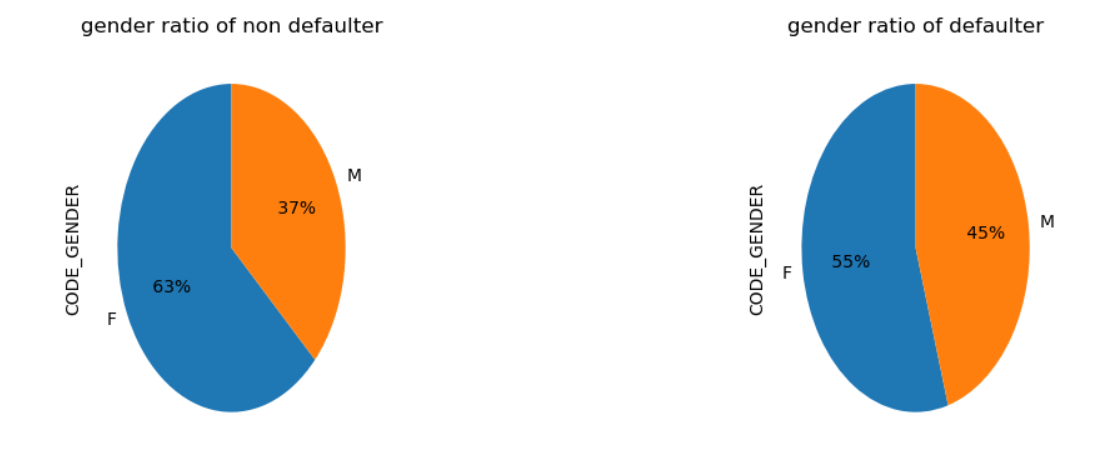 gender ratio of non defaulter
CODE_GENDER
M
37%
63%
F
gender ratio of defaulter
CODE_GENDER
M
45%
55%
F